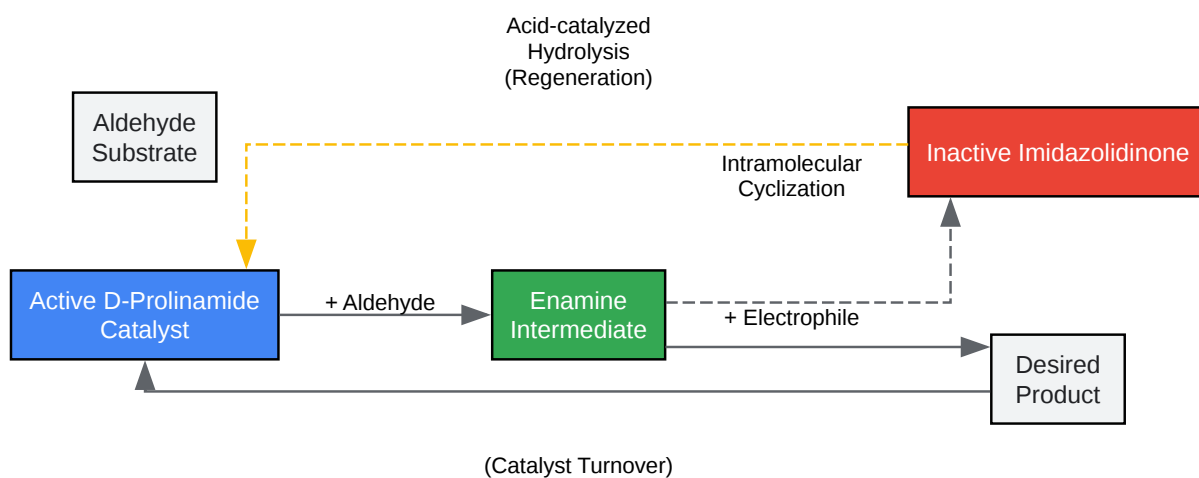 Acid-catalyzed
Hydrolysis
(Regeneration)
Aldehyde
Substrate
Inactive Imidazolidinone
Intramolecular
Cyclization
Active D-Prolinamide
Catalyst
+ Aldehyde
Enamine
Intermediate
+ Electrophile
Desired
Product
(Catalyst Turnover)